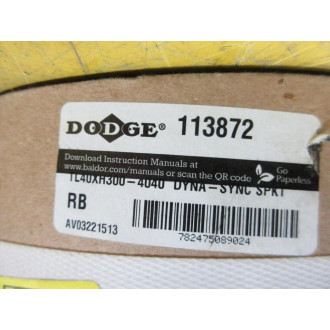 DODGE® 113872
Download Instruction Manuals at
www.baldor.com/manuals or scan the QR code
Go
Paperless
TL40XH300-4040 DYNA-SYNC SPKT
RB
AV03221513
782475089024